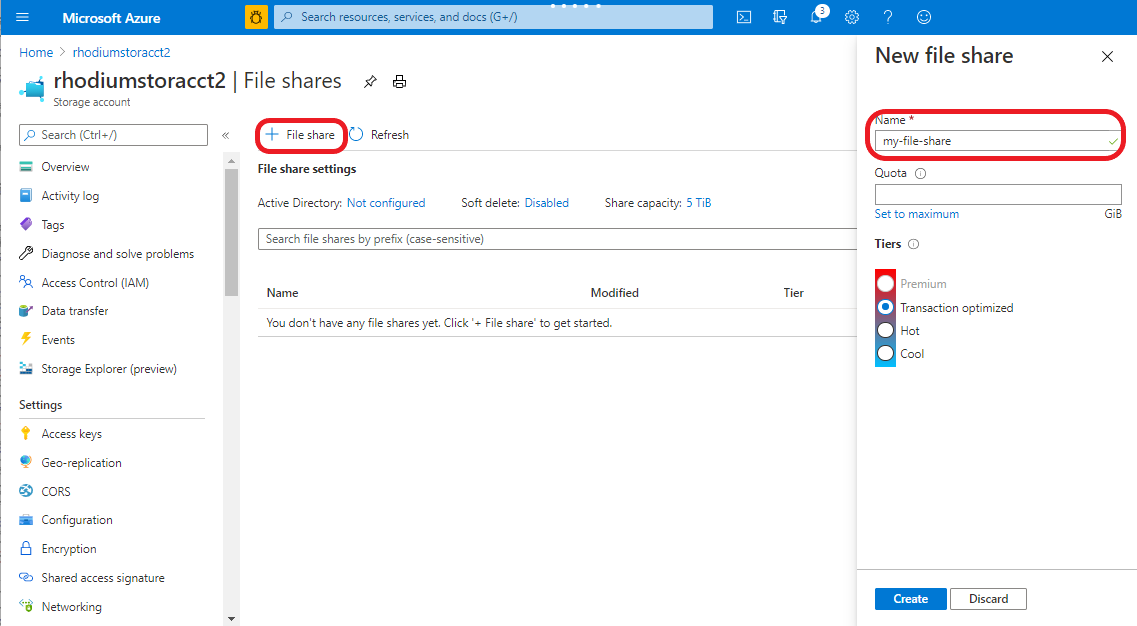 Microsoft Azure
Search resources, services, and docs (G+/)
3
Home > rhodiumstoracct2
rhodiumstoracct2 | File shares
Storage account
Search (Ctrl+/)
«
Overview
Activity log
Tags
Diagnose and solve problems
Access Control (IAM)
Data transfer
Events
Storage Explorer (preview)
Settings
Access keys
Geo-replication
CORS
Configuration
Encryption
Shared access signature
Networking
+ File share
Refresh
File share settings
Active Directory: Not configured Soft delete: Disabled Share capacity: 5 TiB
Search file shares by prefix (case-sensitive)
Name Modified Tier
You don't have any file shares yet. Click '+ File share' to get started.
New file share
Name *
my-file-share
Quota
Set to maximum GiB
Tiers
Premium
Transaction optimized
Hot
Cool
Create Discard